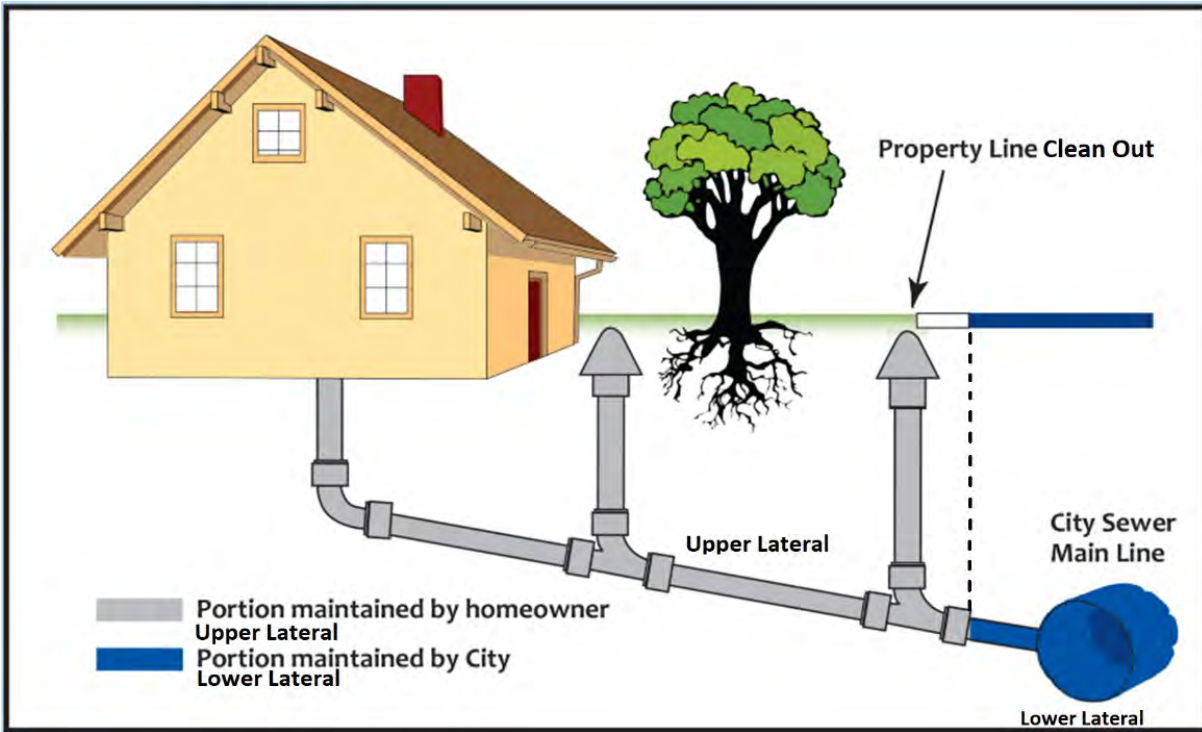 Property Line Clean Out
City Sewer
Main Line
Upper Lateral
Portion maintained by homeowner
Upper Lateral
Portion maintained by City
Lower Lateral
Lower Lateral